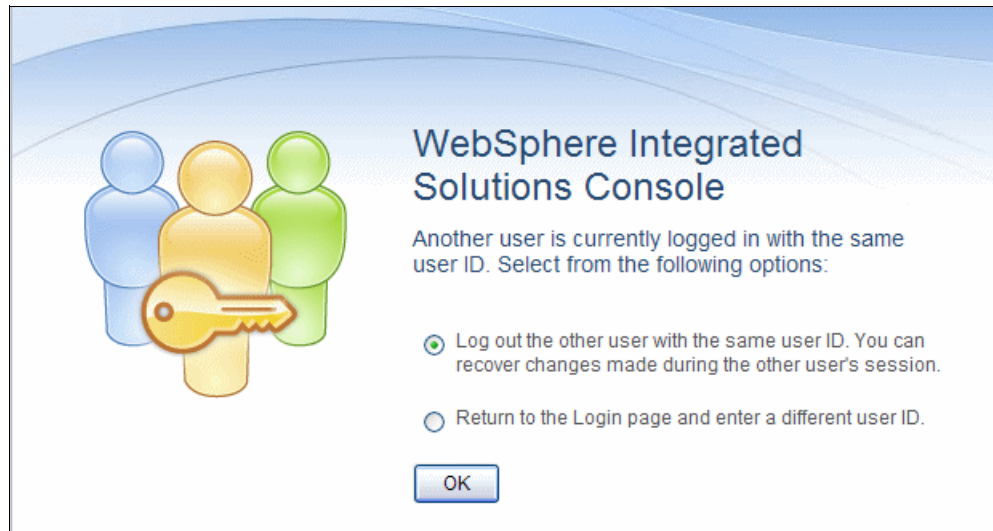 WebSphere Integrated
Solutions Console
Another user is currently logged in with the same
user ID. Select from the following options:
Log out the other user with the same user ID. You can
recover changes made during the other user's session.
Return to the Login page and enter a different user ID.
OK